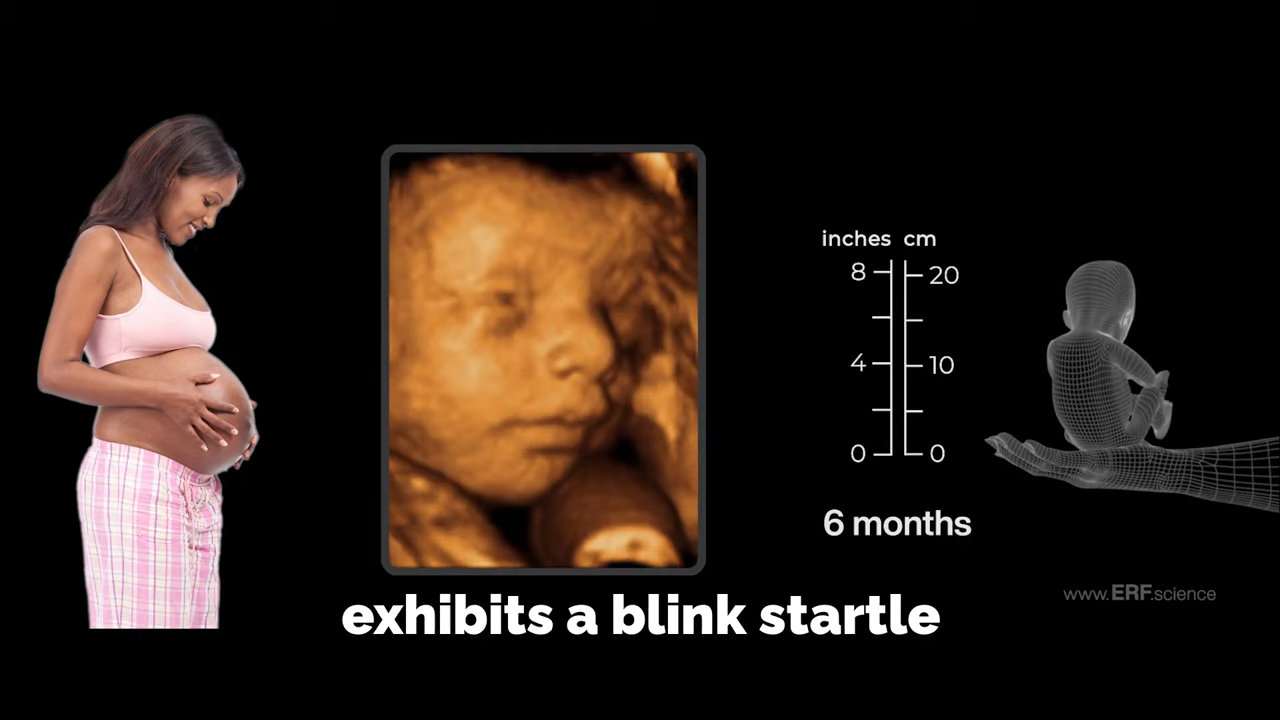 inches cm
8 20
4 10
0 0
6 months
www.ERF.science
exhibits a blink startle